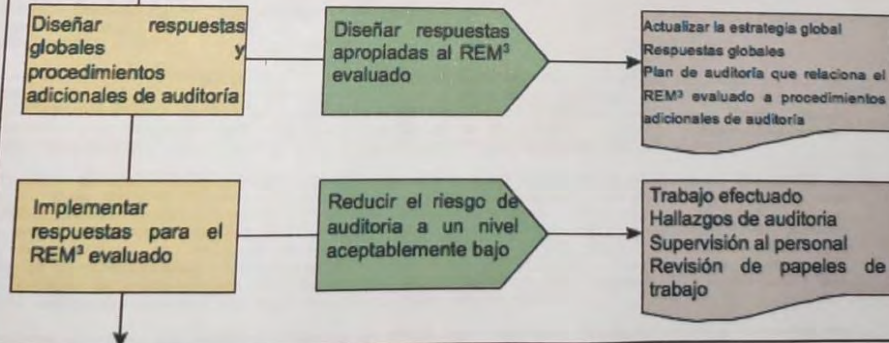 Diseñar respuestas
globales y
procedimientos
adicionales de auditoría
Diseñar respuestas
apropiadas al REM³
evaluado
Actualizar la estrategia global
Respuestas globales
Plan de auditoría que relaciona el
REM³ evaluado a procedimientos
adicionales de auditoría
Implementar
respuestas para el
REM³ evaluado
Reducir el riesgo de
auditoria a un nivel
aceptablemente bajo
Trabajo efectuado
Hallazgos de auditoria
Supervisión al personal
Revisión de papeles de
trabajo